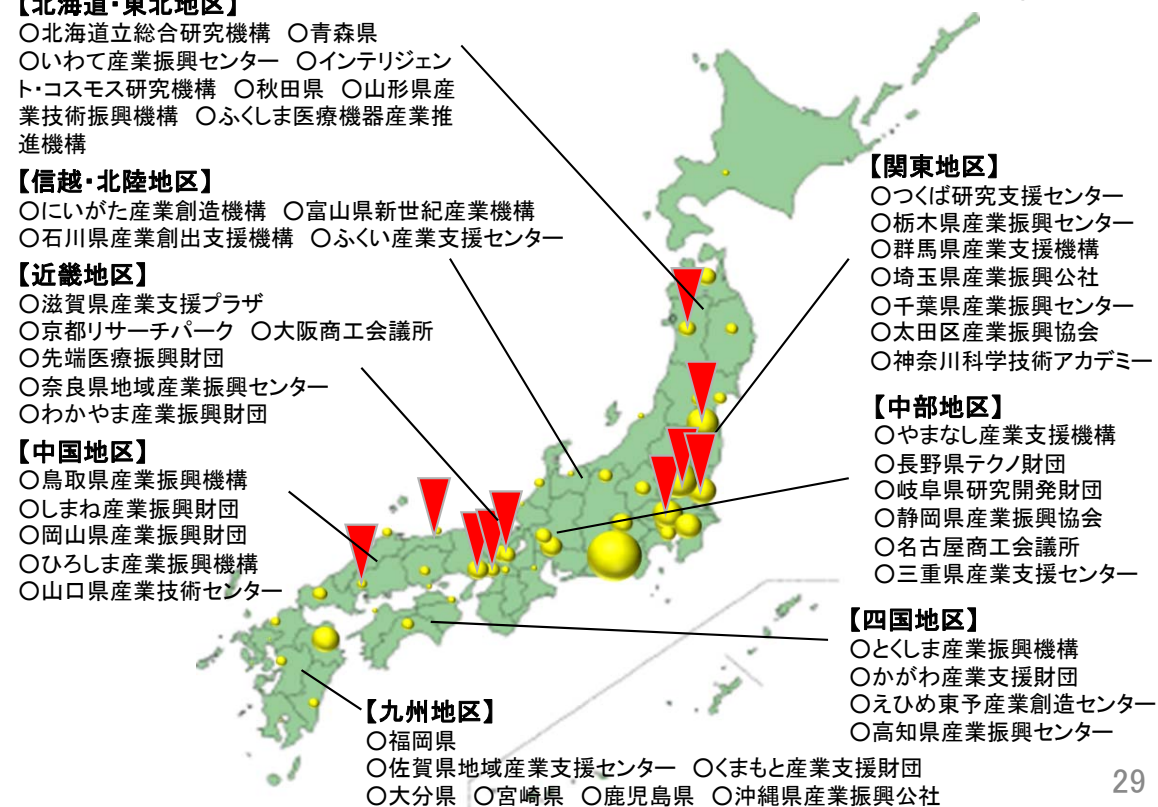 【北海道・東北地区】
○北海道立総合研究機構 ○青森県
○いわて産業振興センター ○インテリジェン
ト・コスモス研究機構 ○秋田県 ○山形県産
業技術振興機構 ○ふくしま医療機器産業推
進機構
【信越・北陸地区】
○にいがた産業創造機構 ○富山県新世紀産業機構
○石川県産業創出支援機構 ○ふくい産業支援センター
【近畿地区】
○滋賀県産業支援プラザ
○京都リサーチパーク ○大阪商工会議所
○先端医療振興財団
○奈良県地域産業振興センター
○わかやま産業振興財団
【中国地区】
○鳥取県産業振興機構
○しまね産業振興財団
○岡山県産業振興財団
○ひろしま産業振興機構
○山口県産業技術センター
【関東地区】
○つくば研究支援センター
○栃木県産業振興センター
○群馬県産業支援機構
○埼玉県産業振興公社
○千葉県産業振興センター
○太田区産業振興協会
○神奈川科学技術アカデミー
【中部地区】
○やまなし産業支援機構
○長野県テクノ財団
○岐阜県研究開発財団
○静岡県産業振興協会
○名古屋商工会議所
○三重県産業支援センター
【四国地区】
○とくしま産業振興機構
○かがわ産業支援財団
○えひめ東予産業創造センター
○高知県産業振興センター
【九州地区】
○福岡県
○佐賀県地域産業支援センター ○くまもと産業支援財団
○大分県 ○宮崎県 ○鹿児島県 ○沖縄県産業振興公社
29